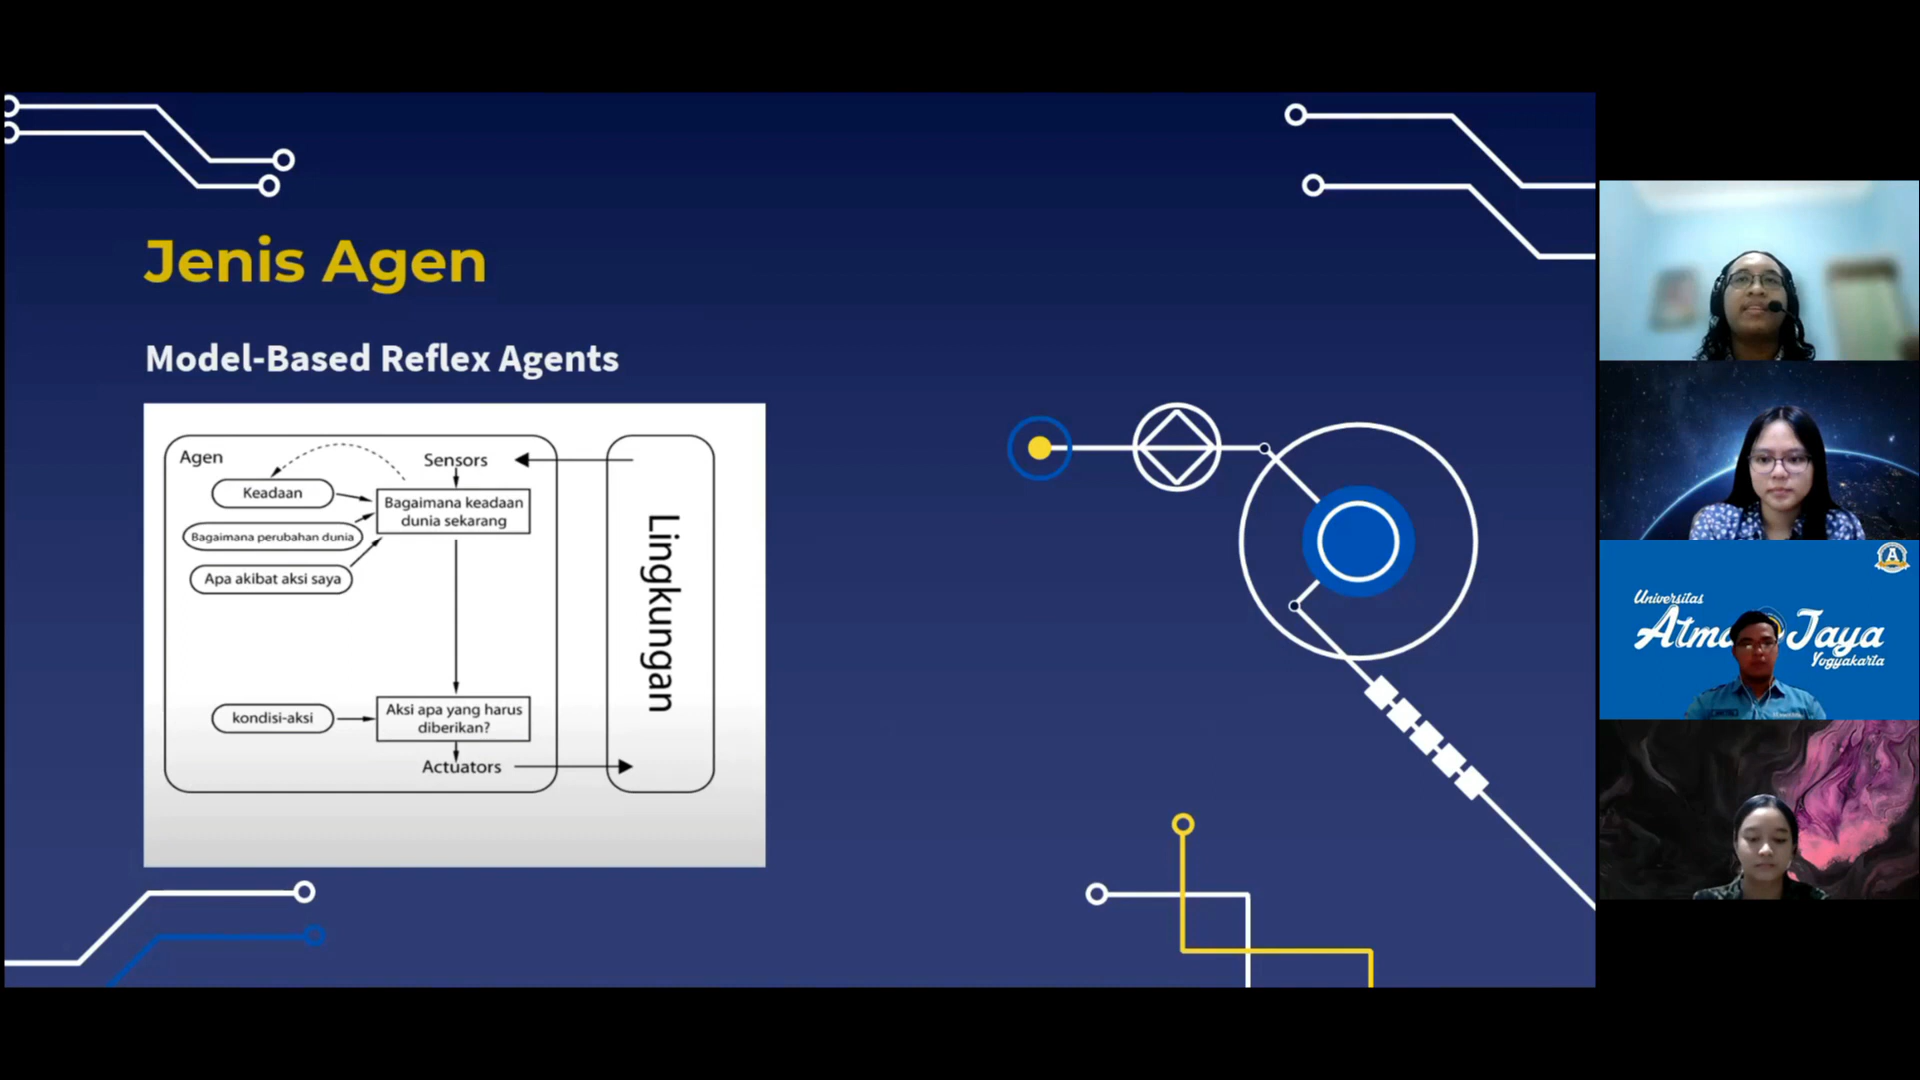 Jenis Agen
Model-Based Reflex Agents
Agen
Sensors
Keadaan
Bagaimana keadaan
dunia sekarang
Bagaimana perubahan dunia
Apa akibat aksi saya
Lingkungan
kondisi-aksi
Aksi apa yang harus
diberikan?
Actuators
Universitas
Atma Jaya
Yogyakarta